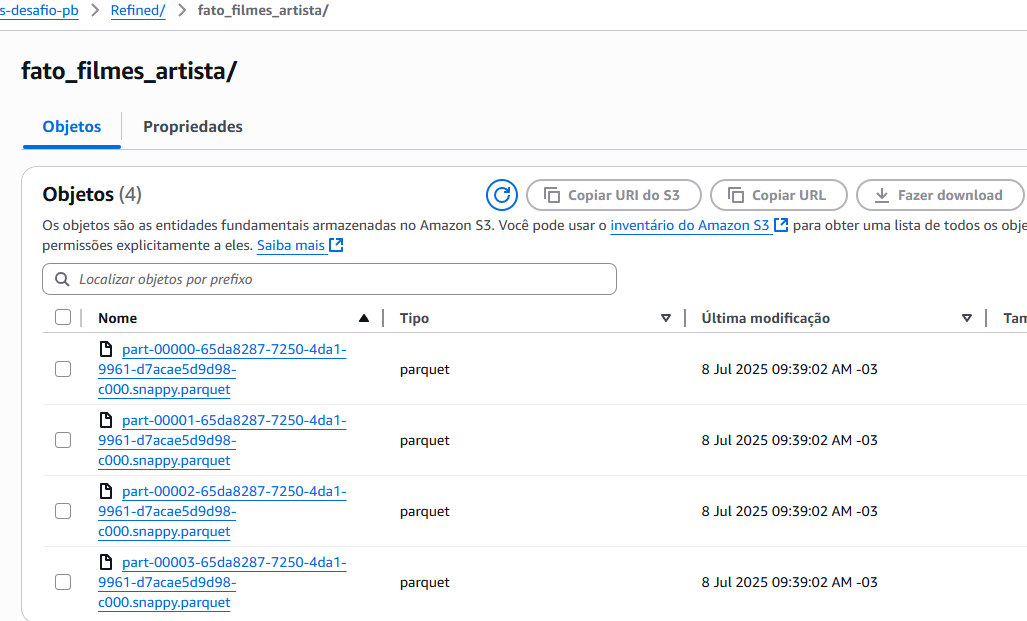 s-desafio-pb > Refined/ > fato_filmes_artista/
fato_filmes_artista/
Objetos Propriedades
Objetos (4) Copiar URI do S3 Copiar URL Fazer download
Os objetos são as entidades fundamentais armazenadas no Amazon S3. Você pode usar o inventário do Amazon S3 para obter uma lista de todos os obje
permissões explicitamente a eles. Saiba mais
Localizar objetos por prefixo
Nome Tipo Última modificação Tam
part-00000-65da8287-7250-4da1-
9961-d7acae5d9d98- parquet 8 Jul 2025 09:39:02 AM -03
c000.snappy.parquet
part-00001-65da8287-7250-4da1-
9961-d7acae5d9d98- parquet 8 Jul 2025 09:39:02 AM -03
c000.snappy.parquet
part-00002-65da8287-7250-4da1-
9961-d7acae5d9d98- parquet 8 Jul 2025 09:39:02 AM -03
c000.snappy.parquet
part-00003-65da8287-7250-4da1-
9961-d7acae5d9d98- parquet 8 Jul 2025 09:39:02 AM -03
c000.snappy.parquet